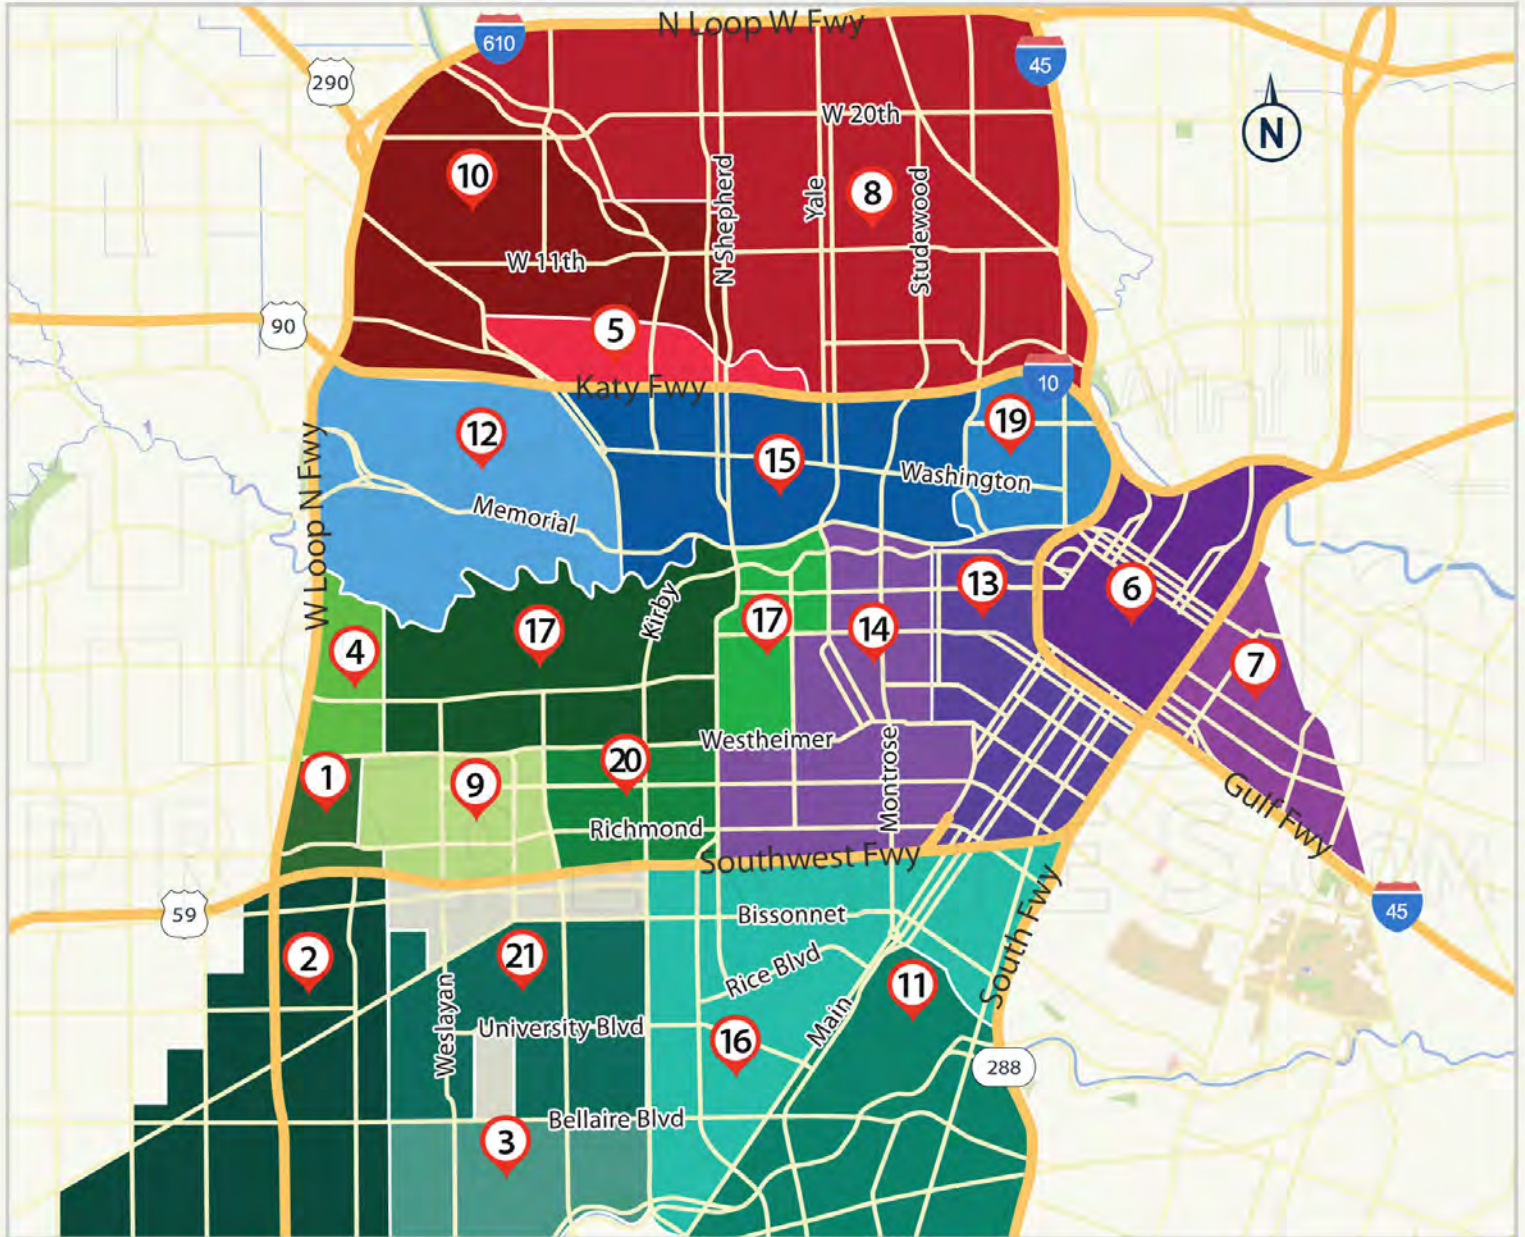 N Loop W Fwy
610
45
290
W 20th
N
10
N Shepherd
Yale
8
Studewood
W 11th
90
5
Katy Fwy
10
12
19
15
Washington
W Loop N Fwy
Memorial
13
6
Kirby
17
17
14
4
7
Westheimer
20
1
9
Montrose
Gulf Fwy
Richmond
Southwest Fwy
59
45
Bissonnet
2
21
Rice Blvd
South Fwy
11
Weslayan
University Blvd
Main
16
288
Bellaire Blvd
3